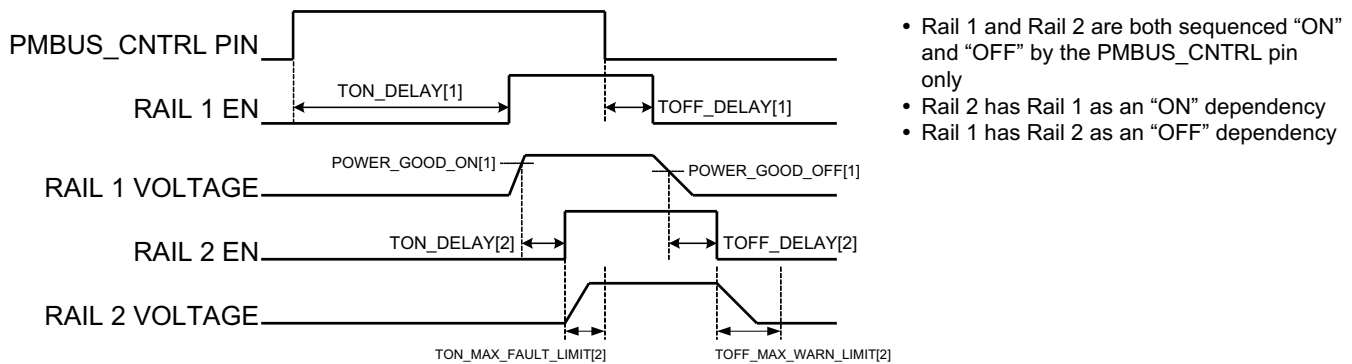 PMBUS_CNTRL PIN
RAIL 1 EN
TON_DELAY[1]
TOFF_DELAY[1]
POWER_GOOD_ON[1]
POWER_GOOD_OFF[1]
RAIL 1 VOLTAGE
TON_DELAY[2]
TOFF_DELAY[2]
RAIL 2 EN
RAIL 2 VOLTAGE
TON_MAX_FAULT_LIMIT[2]
TOFF_MAX_WARN_LIMIT[2]
• Rail 1 and Rail 2 are both sequenced “ON”
and “OFF” by the PMBUS_CNTRL pin
only
• Rail 2 has Rail 1 as an “ON” dependency
• Rail 1 has Rail 2 as an “OFF” dependency